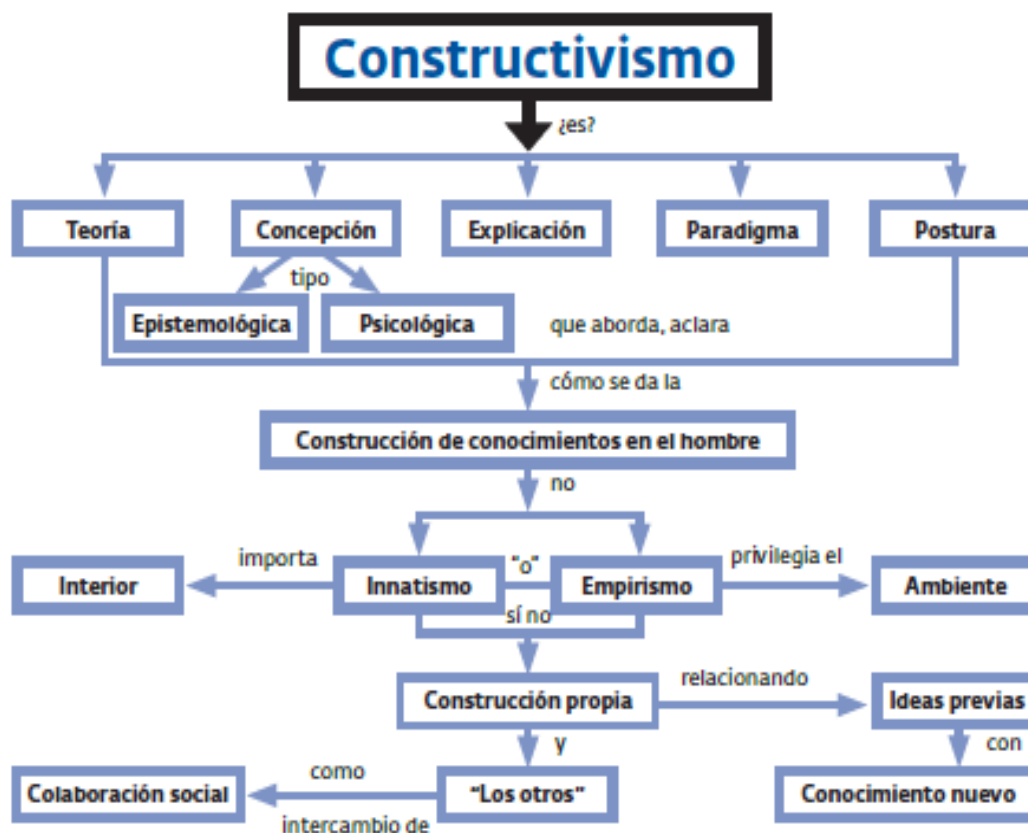 Constructivismo
¿es?
Teoría
Concepción
Explicación
Paradigma
Postura
tipo
Epistemológica
Psicológica
que aborda, aclara
cómo se da la
Construcción de conocimientos en el hombre
no
importa
"o"
privilegia el
Interior
Innatismo
Empirismo
Ambiente
sí no
Construcción propia
relacionando
Ideas previas
y
con
como
Colaboración social
"Los otros"
Conocimiento nuevo
intercambio de